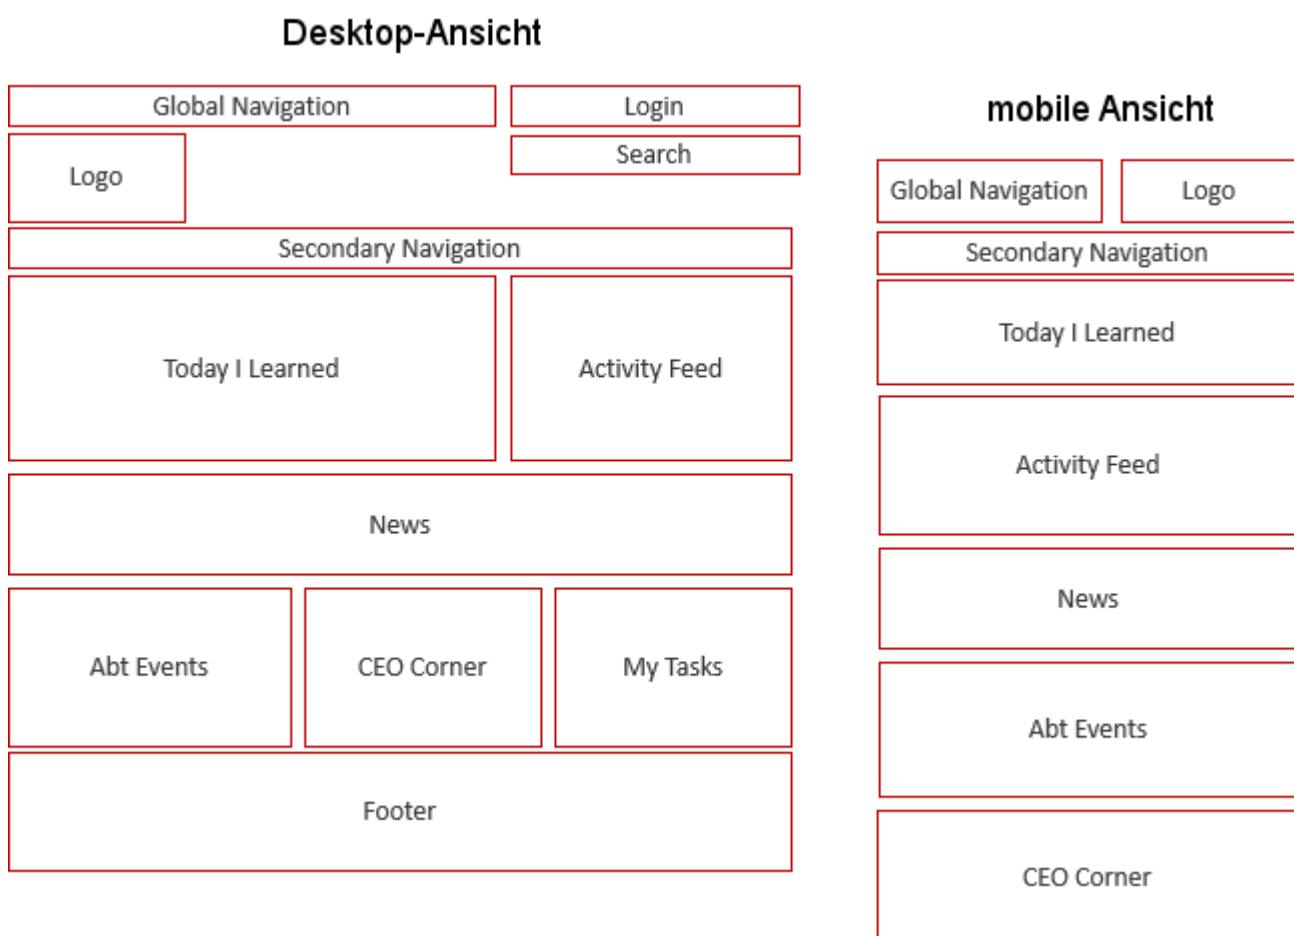 Desktop-Ansicht
Global Navigation
Login
Logo
Search
Secondary Navigation
Today I Learned
Activity Feed
News
Abt Events
CEO Corner
My Tasks
Footer
mobile Ansicht
Global Navigation
Logo
Secondary Navigation
Today I Learned
Activity Feed
News
Abt Events
CEO Corner